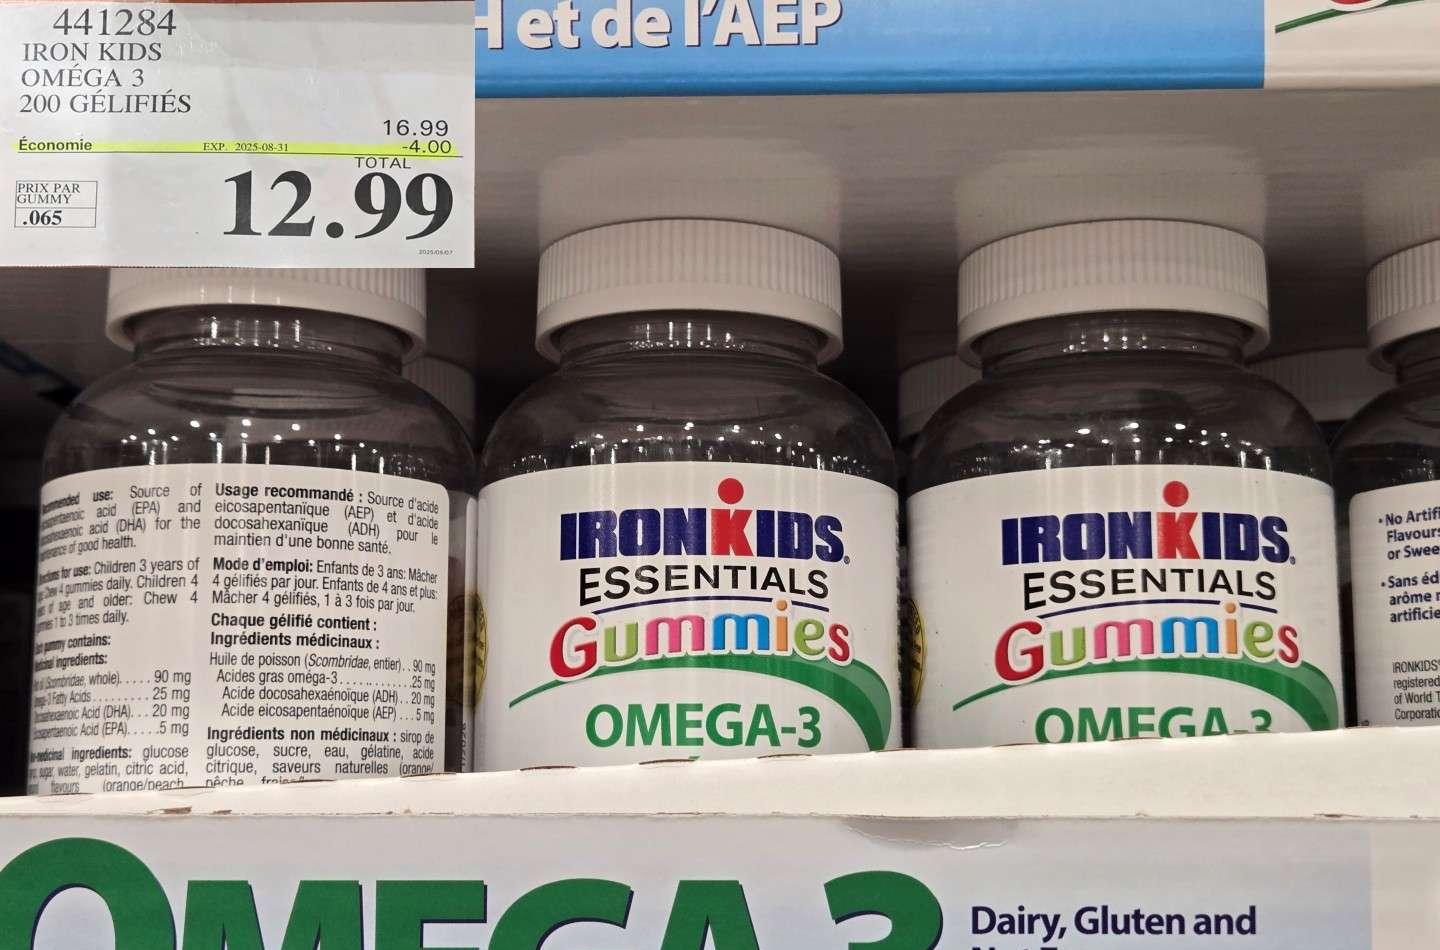 H et de l'AEP
441284
IRON KIDS
OMÉGA 3
200 GÉLIFIÉS
16.99
Économie EXP. 2025-08-31 -4.00
TOTAL
12.99
PRIX PAR
GUMMY
.065
2025/05/07
use: Source of
acid (EPA) and
acid (DHA) for the
of good health.
for use: Children 3 years of
4 gummies daily. Children 4
of age and older: Chew 4
1 to 3 times daily.
gummy contains:
ingredients:
(Scombridae, whole)..... 90 mg
Fatty Acids......... 25 mg
Acid (DHA)... 20 mg
Acid (EPA).....5 mg
ingredients: glucose
sugar, water, gelatin, citric acid,
flavours (orange/peach
Usage recommandé : Source d'acide
eicosapentanïque (AEP) et d'acide
docosahexanïque (ADH) pour le
maintien d'une bonne santé.
Mode d'emploi: Enfants de 3 ans: Mâcher
4 gélifiés par jour. Enfants de 4 ans et plus:
Mâcher 4 gélifiés, 1 à 3 fois par jour.
Chaque gélifié contient :
Ingrédients médicinaux :
Huile de poisson (Scombridae, entier)..90 mg
Acides gras oméga-3............25 mg
Acide docosahexaénoïque (ADH)..20 mg
Acide eicosapentaénoïque (AEP)...5 mg
Ingrédients non médicinaux : sirop de
glucose, sucre, eau, gélatine, acide
citrique, saveurs naturelles (orange/
pêche
IRONKIDS®
ESSENTIALS
Gummies
OMEGA-3
IRONKIDS®
ESSENTIALS
Gummies
OMEGA-3
• No Artifi
Flavours
or Swee
• Sans éd
arôme
artificie
IRONKIDS
registered
of World T
Corporatio
OMEGA-3
Dairy, Gluten and